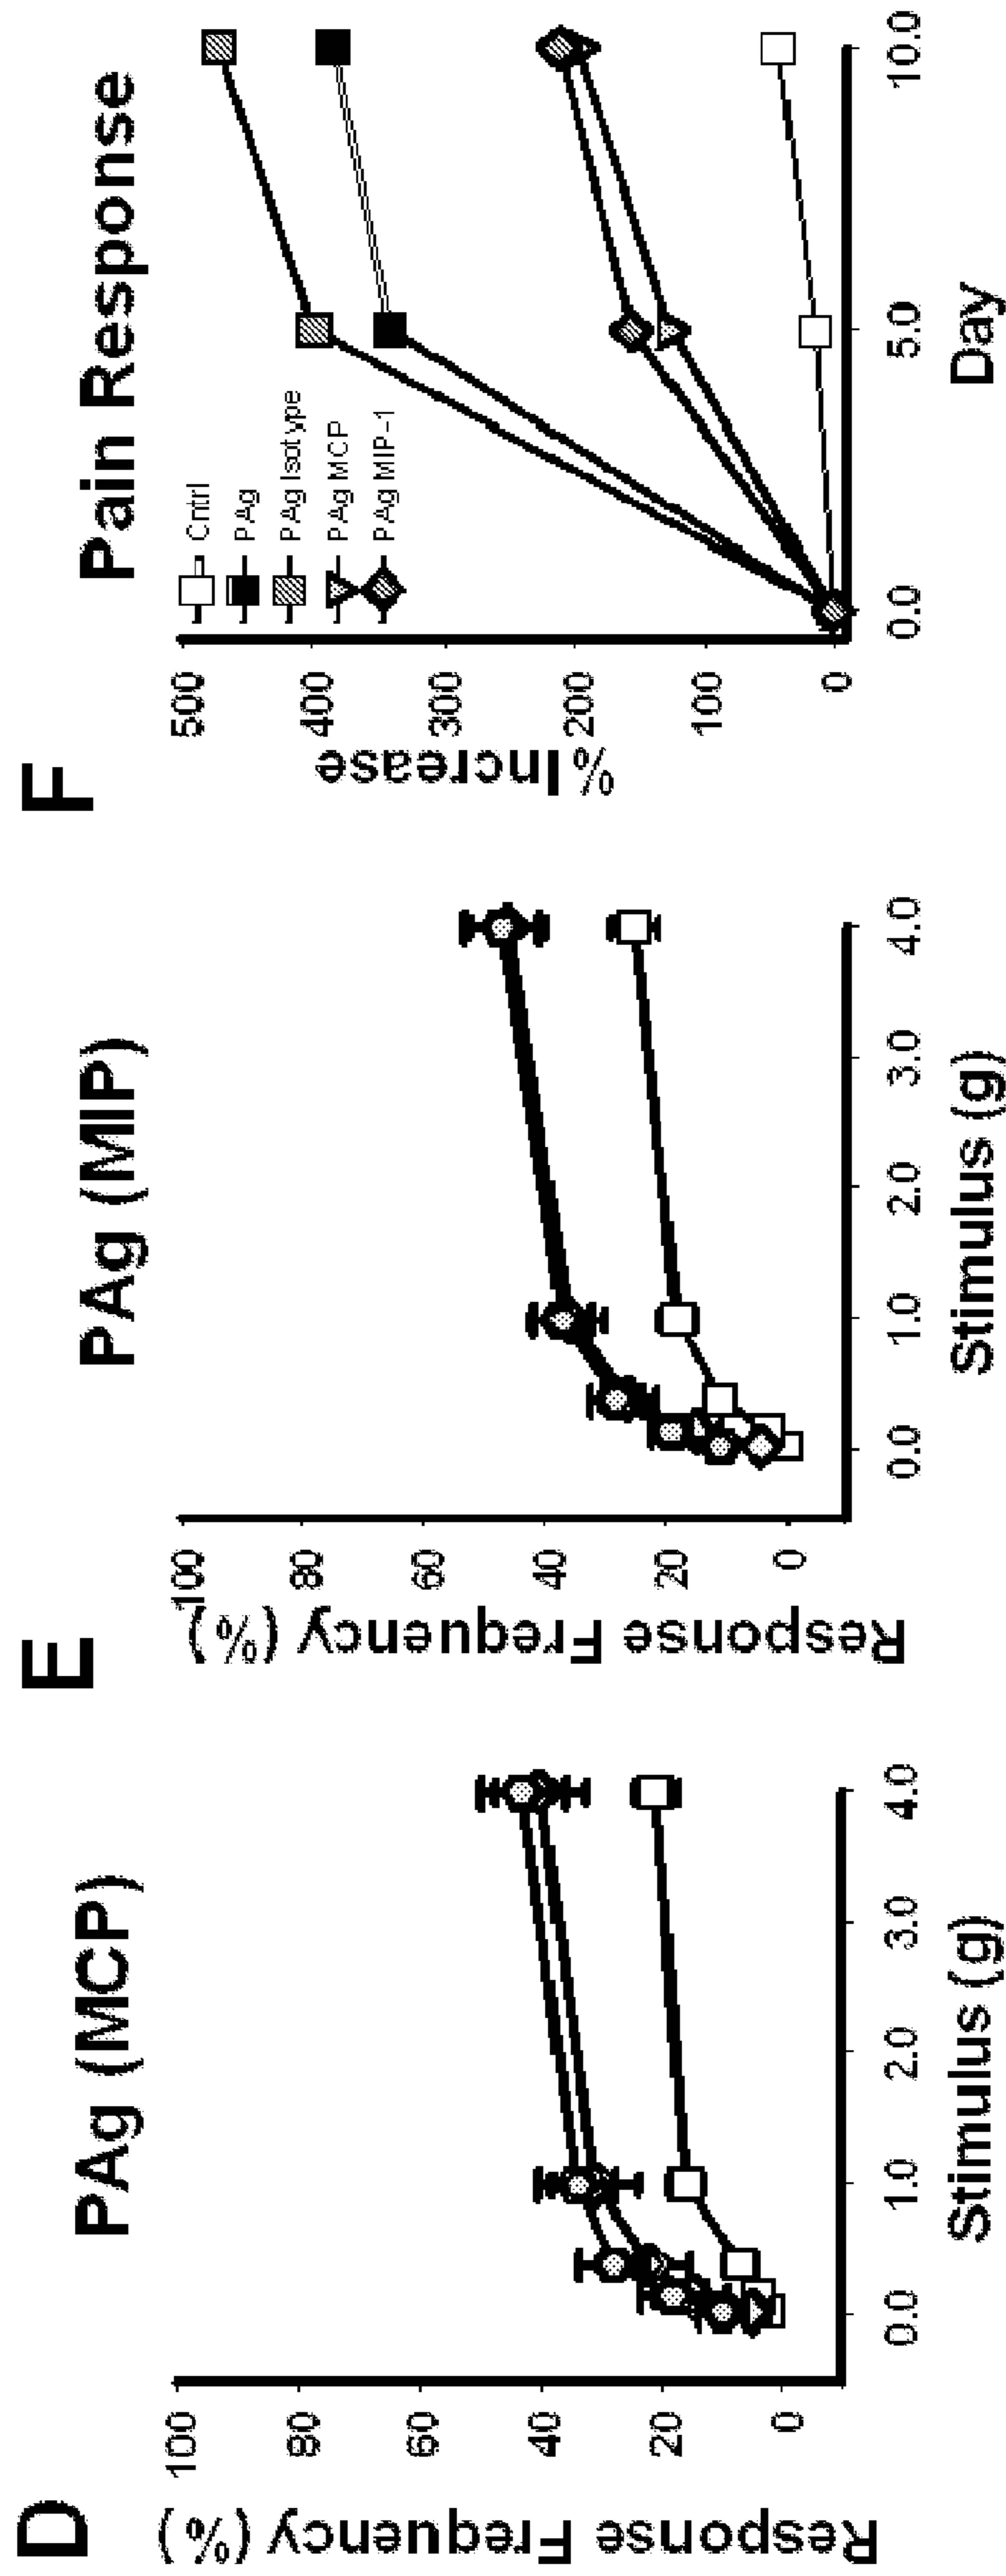 D
PAg (MCP)
Response Frequency (%)
100
80
60
40
20
0
0.0
1.0
2.0
3.0
4.0
Stimulus (g)
E
PAg (MIP)
Response Frequency (%)
100
80
60
40
20
0
0.0
1.0
2.0
3.0
4.0
Stimulus (g)
F
Pain Response
% Increase
500
400
300
200
100
0
Cntrl
PAg
PAg Isotype
PAg MCP
PAg MIP-1
0.0
5.0
10.0
Day